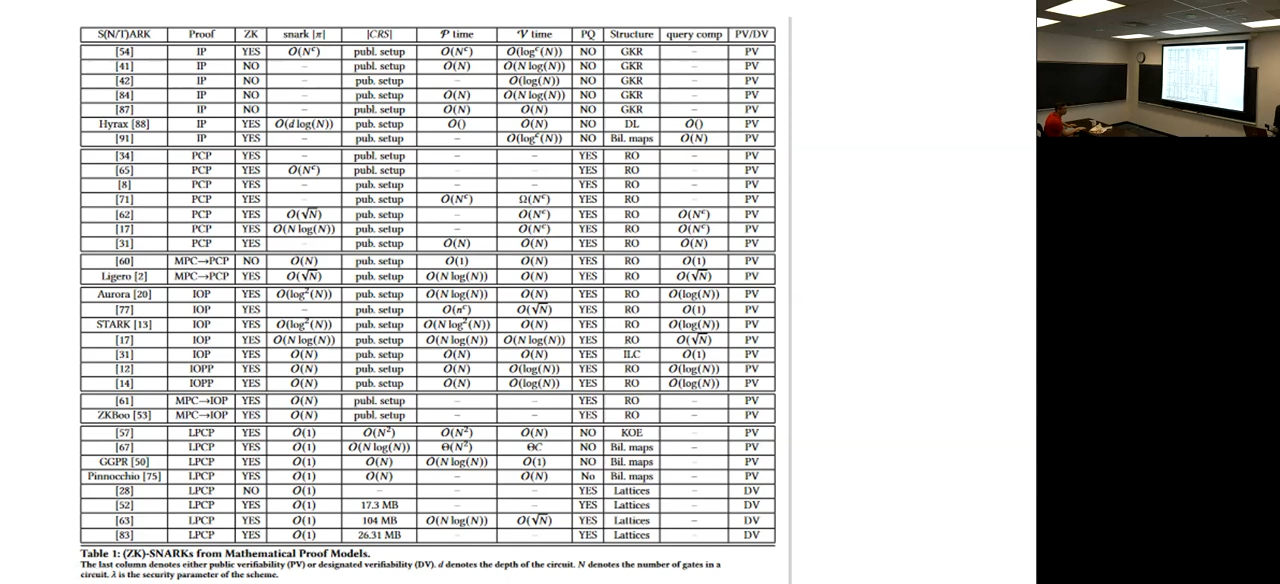 S(N/T)ARK Proof ZK snark |π| |CRS| 𝒫 time 𝒱 time PQ Structure query comp PV/DV
[54] IP YES O(N^c) publ. setup O(N^c) O(log^c(N)) NO GKR – PV
[41] IP NO – publ. setup O(N) O(N log(N)) NO GKR – PV
[42] IP NO – pub. setup O(log(N)) NO GKR – PV
[84] IP NO – pub. setup O(N) O(N log(N)) NO GKR – PV
[87] IP NO – publ. setup O(N) O(N) NO GKR – PV
Hyrax [88] IP YES O(d log(N)) pub. setup O() O(N) NO DL O() PV
[91] IP YES – pub. setup – O(log^c(N)) NO Bil. maps O(N) PV
[34] PCP YES – publ. setup – – YES RO – PV
[65] PCP YES O(N^c) publ. setup – – YES RO – PV
[8] PCP YES – pub. setup – – YES RO – PV
[71] PCP YES – pub. setup O(N^c) Ω(N^c) YES RO – PV
[62] PCP YES O(√N) pub. setup – O(N^c) YES RO O(N^c) PV
[17] PCP YES O(N log(N)) pub. setup – O(N^c) YES RO O(N^c) PV
[31] PCP YES – pub. setup O(N) O(N) YES RO O(N) PV
[60] MPC→PCP NO O(N) pub. setup O(1) O(N) YES RO O(1) PV
Ligero [2] MPC→PCP YES O(√N) pub. setup O(N log(N)) O(N) YES RO O(√N) PV
Aurora [20] IOP YES O(log²(N)) pub. setup O(N log(N)) O(N) YES RO O(log(N)) PV
[77] IOP YES – pub. setup O(n^c) O(√N) YES RO O(1) PV
STARK [13] IOP YES O(log²(N)) pub. setup O(N log²(N)) O(N) YES RO O(log(N)) PV
[17] IOP YES O(N log(N)) pub. setup O(N log(N)) O(N log(N)) YES RO O(√N) PV
[31] IOP YES O(N) pub. setup O(N) O(N) YES ILC O(1) PV
[12] IOPP YES O(N) pub. setup O(N) O(log(N)) YES RO O(log(N)) PV
[14] IOPP YES O(N) pub. setup O(N) O(log(N)) YES RO O(log(N)) PV
[61] MPC→IOP YES O(N) publ. setup – – YES RO – PV
ZKBoo [53] MPC→IOP YES O(N) publ. setup – – YES RO – PV
[57] LPCP YES O(1) O(N²) O(N²) O(N) NO KOE – PV
[67] LPCP YES O(1) O(N log(N)) Θ(N²) ΘC NO Bil. maps – PV
GGPR [50] LPCP YES O(1) O(N) O(N log(N)) O(1) NO Bil. maps – PV
Pinnocchio [75] LPCP YES O(1) O(N) – O(N) No Bil. maps – PV
[28] LPCP NO O(1) – – – YES Lattices – DV
[52] LPCP YES O(1) 17.3 MB – – YES Lattices – DV
[63] LPCP YES O(1) 104 MB O(N log(N)) O(√N) YES Lattices – DV
[83] LPCP YES O(1) 26.31 MB – – YES Lattices – DV
Table 1: (ZK)-SNARKs from Mathematical Proof Models.
The last column denotes either public verifiability (PV) or designated verifiability (DV). d denotes the depth of the circuit. N denotes the number of gates in a
circuit. λ is the security parameter of the scheme.